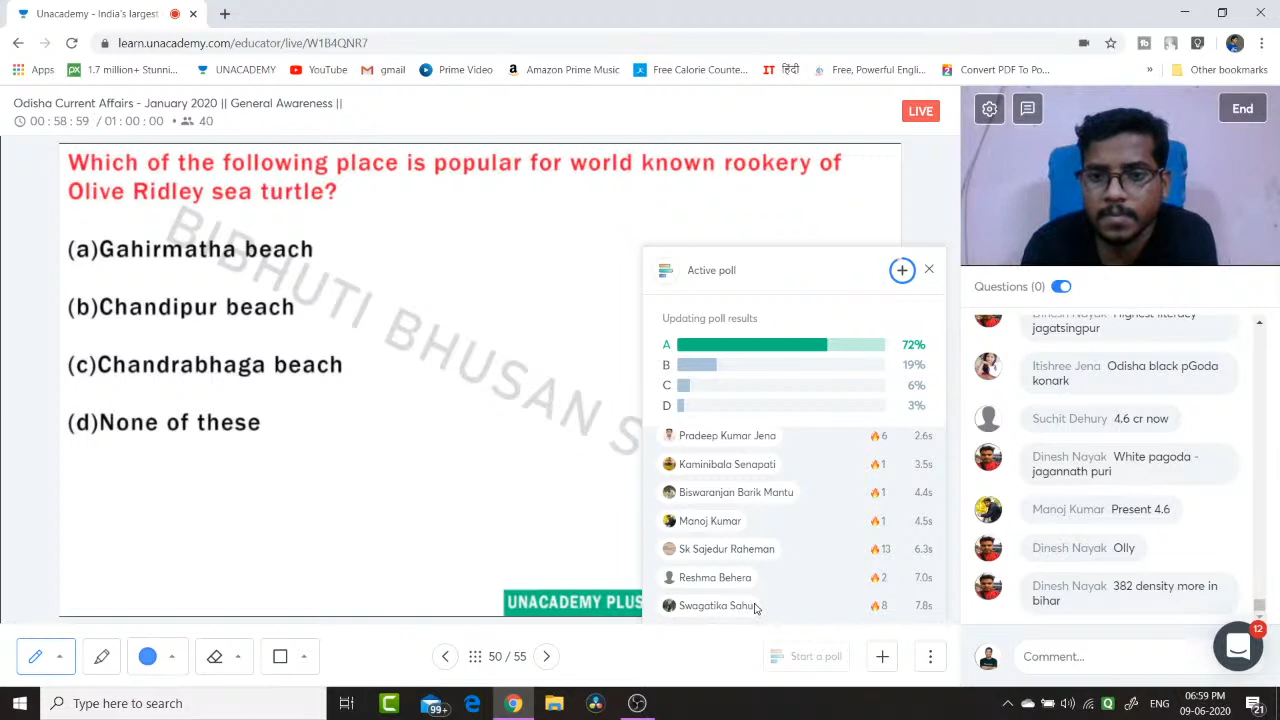 Unacademy - India's largest
learn.unacademy.com/educator/live/W1B4QNR7
Apps
1.7 million+ Stunni...
UNACADEMY
YouTube
gmail
Prime Video
Amazon Prime Music
Free Calorie Counte...
IT हिंदी
Free, Powerful Engli...
Convert PDF To Po...
»
Other bookmarks
Odisha Current Affairs - January 2020 || General Awareness ||
00 : 58 : 59 / 01 : 00 : 00 • 40
LIVE
End
Which of the following place is popular for world known rookery of
Olive Ridley sea turtle?
(a)Gahirmatha beach
(b)Chandipur beach
(c)Chandrabhaga beach
(d)None of these
BIBHUTI BHUSAN S
UNACADEMY PLUS
Active poll
Updating poll results
A 72%
B 19%
C 6%
D 3%
Pradeep Kumar Jena 6 2.6s
Kaminibala Senapati 1 3.5s
Biswaranjan Barik Mantu 1 4.4s
Manoj Kumar 1 4.5s
Sk Sajedur Raheman 13 6.3s
Reshma Behera 2 7.0s
Swagatika Sahu 8 7.8s
Questions (0)
Dinesh Nayak Highest literacy
jagatsingpur
Itishree Jena Odisha black pGoda
konark
Suchit Dehury 4.6 cr now
Dinesh Nayak White pagoda -
jagannath puri
Manoj Kumar Present 4.6
Dinesh Nayak Olly
Dinesh Nayak 382 density more in
bihar
50 / 55
Start a poll
Comment...
12
Type here to search
99+
ENG
06:59 PM
09-06-2020
21